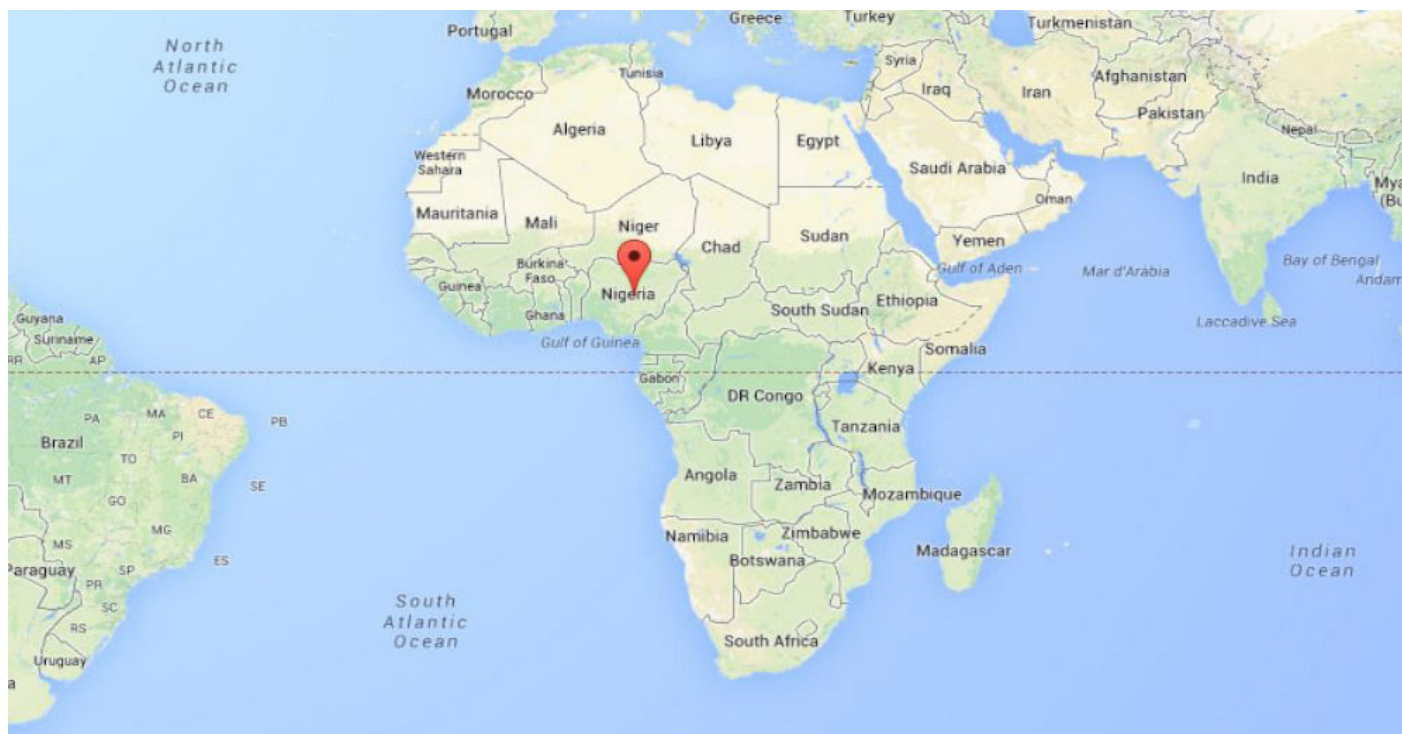 Greece
Turkey
Turkmenistan
Portugal
North
Atlantic
Ocean
Tunisia
Syria
Afghanistan
Morocco
Iraq
Iran
Pakistan
Algeria
Libya
Egypt
Nepal
Western
Sahara
Saudi Arabia
India
Mya
(Bu
Oman
Mauritania
Mali
Niger
Chad
Sudan
Yemen
Burkina
Faso
Gulf of Aden
Mar d'Aràbia
Bay of Bengal
Andam
Guinea
Nigeria
Ethiopia
Ghana
South Sudan
Guyana
Suriname
Laccadive Sea
Gulf of Guinea
Somalia
RR
AP
Gabon
Kenya
DR Congo
PA
MA
CE
PB
Tanzania
Brazil
PI
TO
MT
BA
SE
Angola
Zambia
Mozambique
GO
MG
Namibia
Zimbabwe
MS
ES
Botswana
Madagascar
Indian
Ocean
Paraguay
SP
PR
SC
South
Atlantic
Ocean
RS
South Africa
Uruguay
a